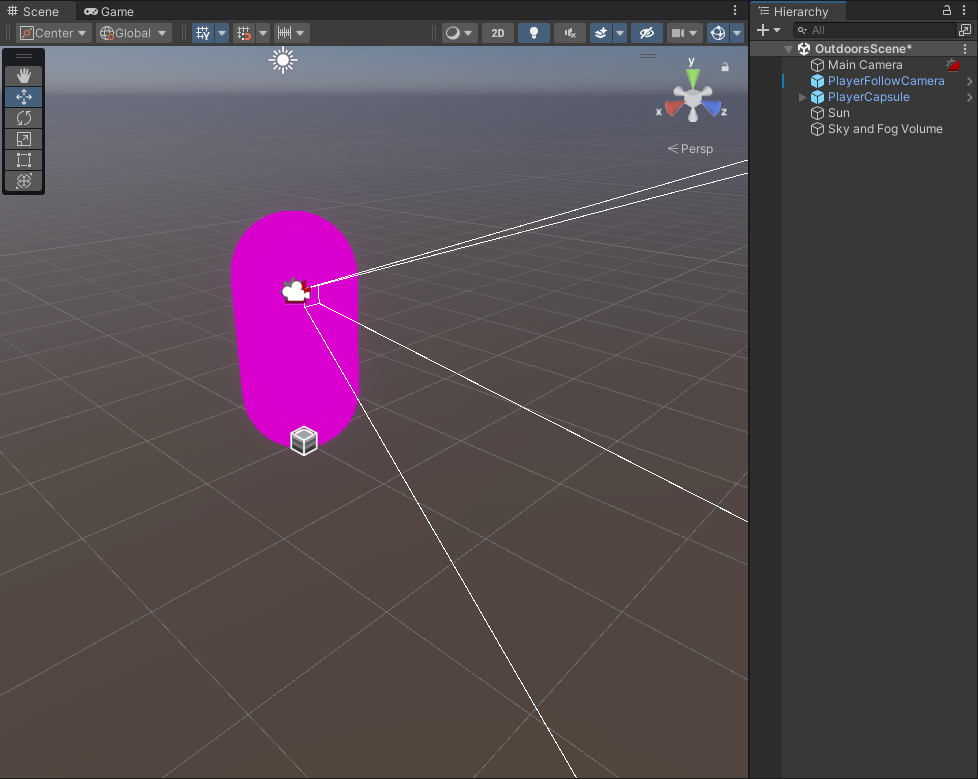 Scene
Game
Center
Global
2D
y
x
z
Persp
Hierarchy
All
OutdoorsScene*
Main Camera
PlayerFollowCamera
PlayerCapsule
Sun
Sky and Fog Volume